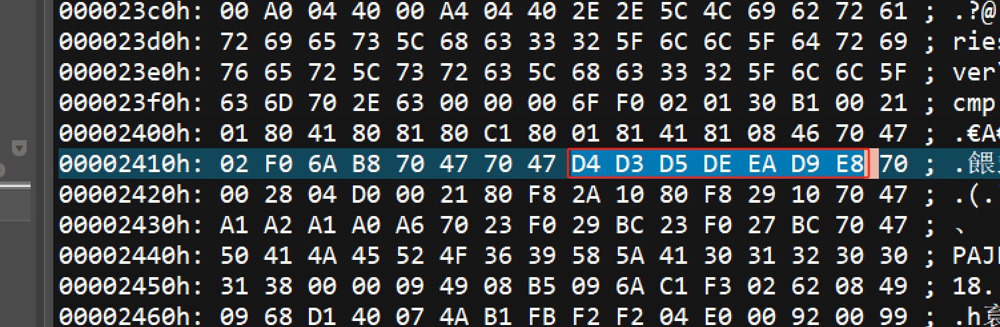 000023c0h: 00 A0 04 40 00 A4 04 40 2E 2E 5C 4C 69 62 72 61 ; .?@
000023d0h: 72 69 65 73 5C 68 63 33 32 5F 6C 6C 5F 64 72 69 ; ries
000023e0h: 76 65 72 5C 73 72 63 5C 68 63 33 32 5F 6C 6C 5F ; ver
000023f0h: 63 6D 70 2E 63 00 00 00 6F F0 02 01 30 B1 00 21 ; cmp
00002400h: 01 80 41 80 81 80 C1 80 01 81 41 81 08 46 70 47 ; .€A
00002410h: 02 F0 6A B8 70 47 70 47 D4 D3 D5 DE EA D9 E8 70 ; .餵
00002420h: 00 28 04 D0 00 21 80 F8 2A 10 80 F8 29 10 70 47 ; .(.
00002430h: A1 A2 A1 A0 A6 70 23 F0 29 BC 23 F0 27 BC 70 47 ; 、
00002440h: 50 41 4A 45 52 4F 36 39 58 5A 41 30 31 32 30 30 ; PAJ
00002450h: 31 38 00 00 09 49 08 B5 09 6A C1 F3 02 62 08 49 ; 18.
00002460h: 09 68 D1 40 07 4A B1 FB F2 F2 04 E0 00 92 00 99 ; .h